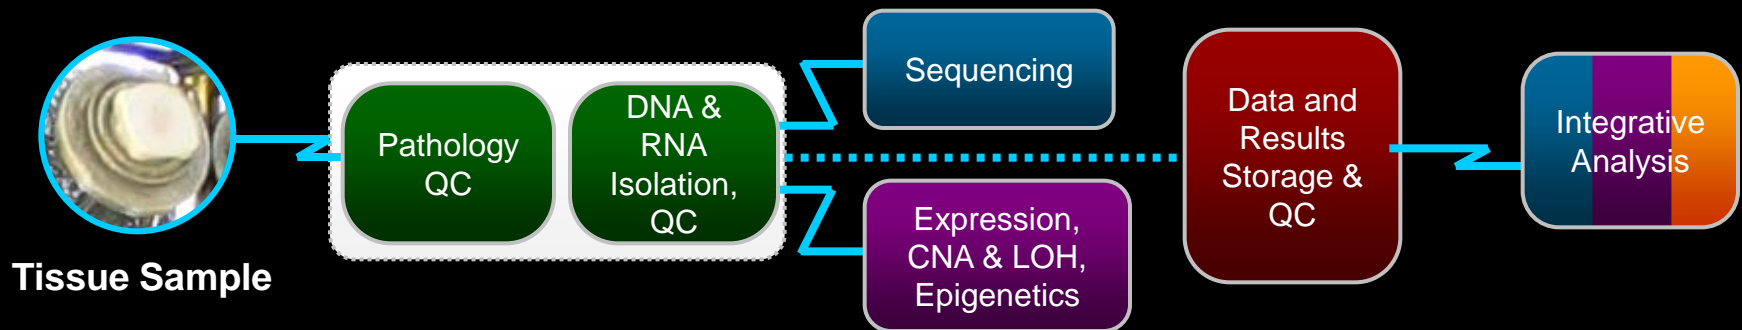 Tissue Sample
Pathology
QC
DNA &
RNA
Isolation,
QC
Sequencing
Expression,
CNA & LOH,
Epigenetics
Data and
Results
Storage &
QC
Integrative
Analysis